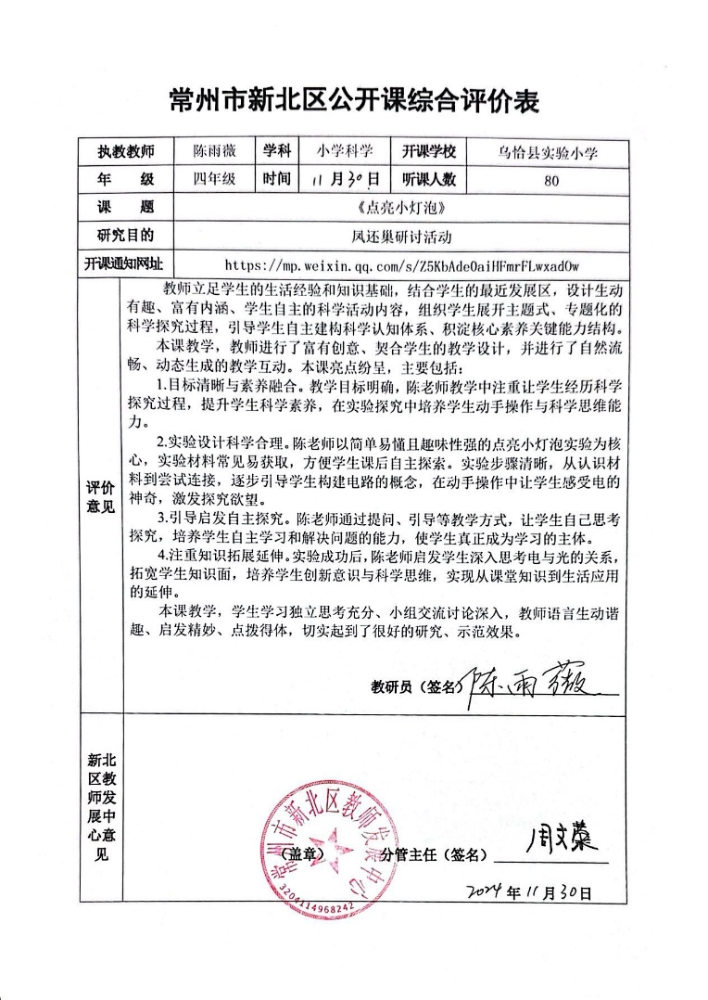 常州市新北区公开课综合评价表
执教教师 陈雨薇 学科 小学科学 开课学校 乌恰县实验小学
年 级 四年级 时间 11月30日 听课人数 80
课 题 《点亮小灯泡》
研究目的 凤还巢研讨活动
开课通知网址 https://mp.weixin.qq.com/s/Z5KbAdeOaiHFmrFLwxadOw
评价意见
教师立足学生的生活经验和知识基础，结合学生的最近发展区，设计生动
有趣、富有内涵、学生自主的科学活动内容，组织学生展开主题式、专题化的
科学探究过程，引导学生自主建构科学认知体系、积淀核心素养关键能力结构。
本课教学，教师进行了富有创意、契合学生的教学设计，并进行了自然流
畅、动态生成的教学互动。本课亮点纷呈，主要包括：
1.目标清晰与素养融合。教学目标明确，陈老师教学中注重让学生经历科学
探究过程，提升学生科学素养，在实验探究中培养学生动手操作与科学思维能
力。
2.实验设计科学合理。陈老师以简单易懂且趣味性强的点亮小灯泡实验为核
心，实验材料常见易获取，方便学生课后自主探索。实验步骤清晰，从认识材
料到尝试连接，逐步引导学生构建电路的概念，在动手操作中让学生感受电的
神奇，激发探究欲望。
3.引导启发自主探究。陈老师通过提问、引导等教学方式，让学生自己思考
探究，培养学生自主学习和解决问题的能力，使学生真正成为学习的主体。
4.注重知识拓展延伸。实验成功后，陈老师启发学生深入思考电与光的关系，
拓宽学生知识面，培养学生创新意识与科学思维，实现从课堂知识到生活应用
的延伸。
本课教学，学生学习独立思考充分、小组交流讨论深入，教师语言生动谐
趣、启发精妙、点拨得体，切实起到了很好的研究、示范效果。
教研员（签名）陈雨薇
新北
区教
师发
展中
心意
见
常州市新北区教师发展中心
（盖章） 分管主任（签名）
3204114968242
2024年11月30日